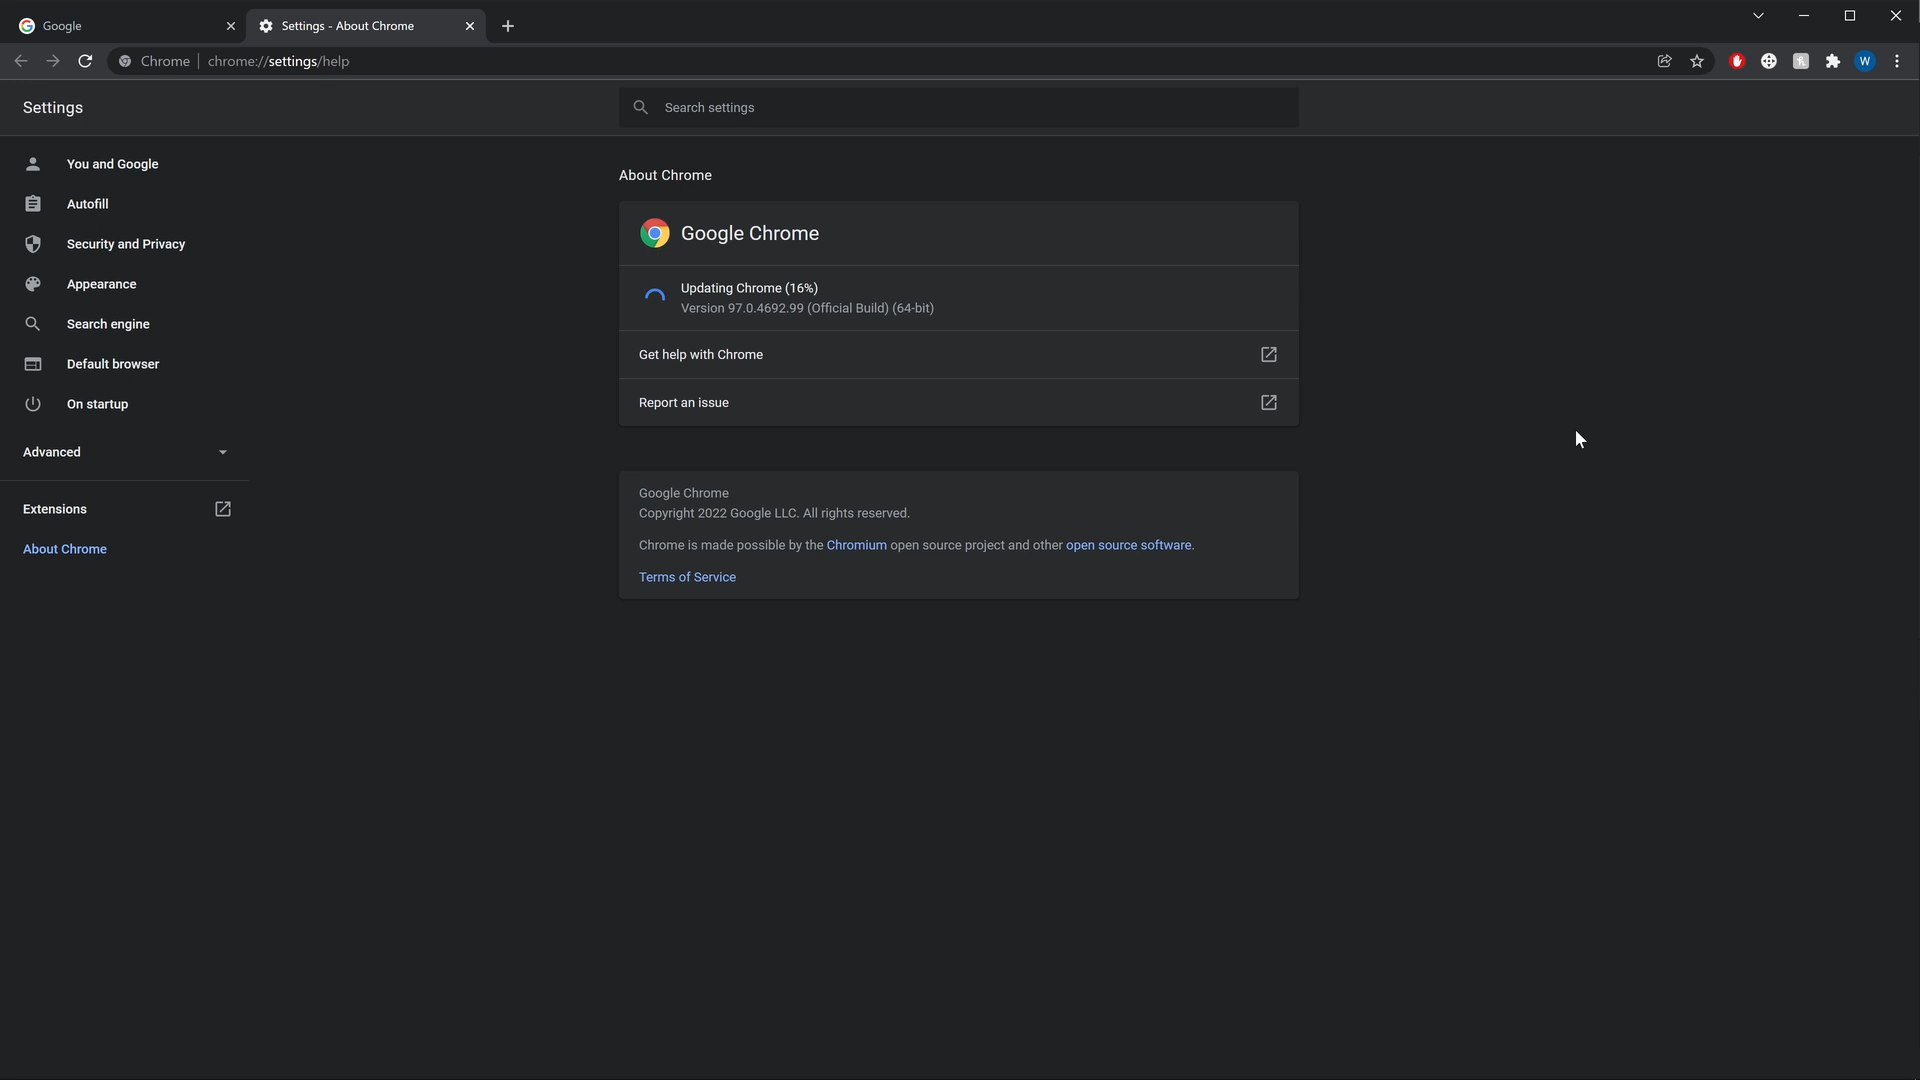 Google
Settings - About Chrome
Chrome
chrome://settings/help
W
Settings
Search settings
You and Google
Autofill
Security and Privacy
Appearance
Search engine
Default browser
On startup
Advanced
Extensions
About Chrome
About Chrome
Google Chrome
Updating Chrome (16%)
Version 97.0.4692.99 (Official Build) (64-bit)
Get help with Chrome
Report an issue
Google Chrome
Copyright 2022 Google LLC. All rights reserved.
Chrome is made possible by the Chromium open source project and other open source software.
Terms of Service